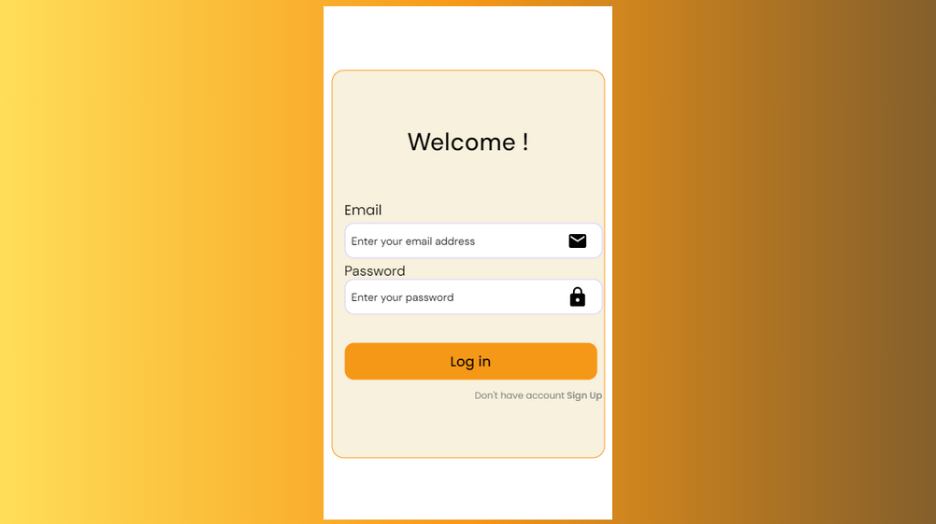 Welcome !
Email
Enter your email address
Password
Enter your password
Log in
Don't have account Sign Up